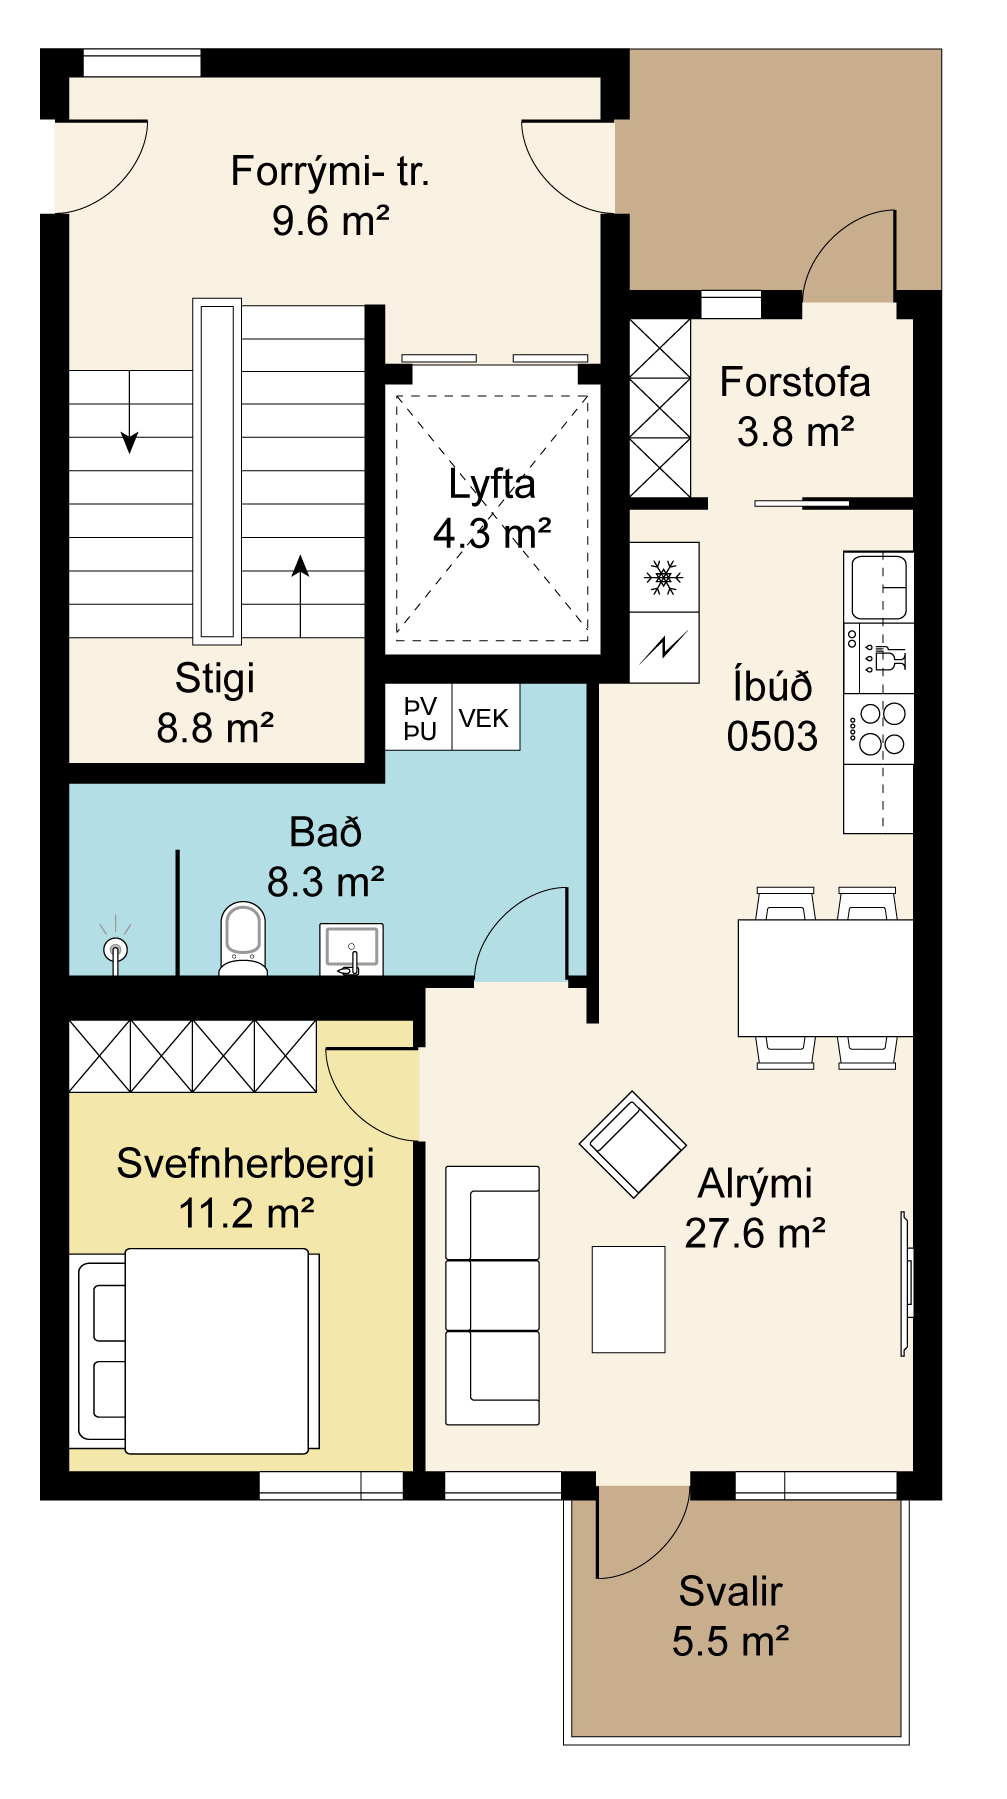 Forrými- tr.
9.6 m²
Forstofa
3.8 m²
Lyfta
4.3 m²
Stigi
8.8 m²
Íbúð
0503
ÞV
ÞU
VEK
Bað
8.3 m²
Svefnherbergi
11.2 m²
Alrými
27.6 m²
Svalir
5.5 m²